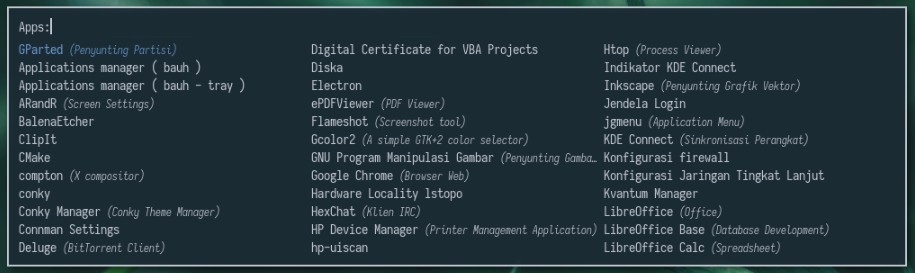 Apps:
GParted (Penyunting Partisi)
Applications manager ( bauh )
Applications manager ( bauh - tray )
ARandR (Screen Settings)
BalenaEtcher
ClipIt
CMake
compton (X compositor)
conky
Conky Manager (Conky Theme Manager)
Connman Settings
Deluge (BitTorrent Client)
Digital Certificate for VBA Projects
Diska
Electron
ePDFViewer (PDF Viewer)
Flameshot (Screenshot tool)
Gcolor2 (A simple GTK+2 color selector)
GNU Program Manipulasi Gambar (Penyunting Gamba…
Google Chrome (Browser Web)
Hardware Locality lstopo
HexChat (Klien IRC)
HP Device Manager (Printer Management Application)
hp-uiscan
Htop (Process Viewer)
Indikator KDE Connect
Inkscape (Penyunting Grafik Vektor)
Jendela Login
jgmenu (Application Menu)
KDE Connect (Sinkronisasi Perangkat)
Konfigurasi firewall
Konfigurasi Jaringan Tingkat Lanjut
Kvantum Manager
LibreOffice (Office)
LibreOffice Base (Database Development)
LibreOffice Calc (Spreadsheet)